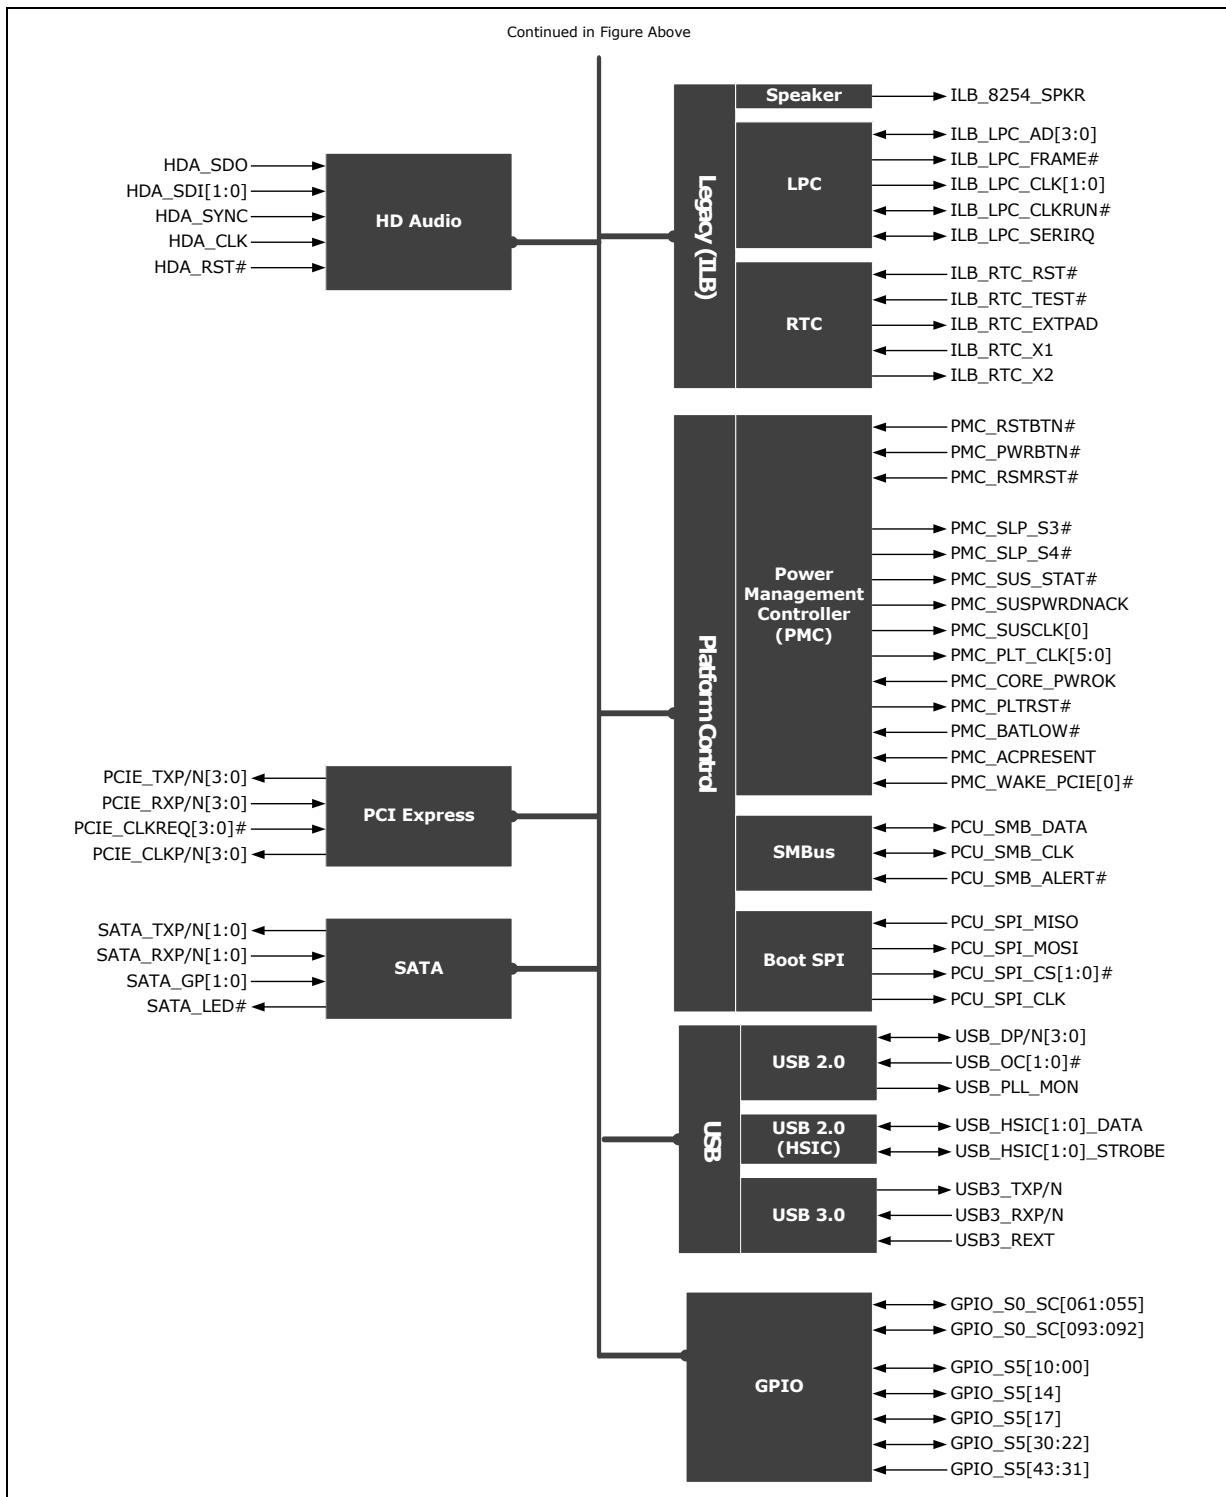 Continued in Figure Above
HDA_SDO
HDA_SDI[1:0]
HDA_SYNC
HDA_CLK
HDA_RST#
HD Audio
PCIE_TXP/N[3:0]
PCIE_RXP/N[3:0]
PCIE_CLKREQ[3:0]#
PCIE_CLKP/N[3:0]
PCI Express
SATA_TXP/N[1:0]
SATA_RXP/N[1:0]
SATA_GP[1:0]
SATA_LED#
SATA
Legacy (ILB)
Speaker
ILB_8254_SPKR
LPC
ILB_LPC_AD[3:0]
ILB_LPC_FRAME#
ILB_LPC_CLK[1:0]
ILB_LPC_CLKRUN#
ILB_LPC_SERIRQ
RTC
ILB_RTC_RST#
ILB_RTC_TEST#
ILB_RTC_EXTPAD
ILB_RTC_X1
ILB_RTC_X2
Platform Control
Power
Management
Controller
(PMC)
PMC_RSTBTN#
PMC_PWRBTN#
PMC_RSMRST#
PMC_SLP_S3#
PMC_SLP_S4#
PMC_SUS_STAT#
PMC_SUSPWRDNACK
PMC_SUSCLK[0]
PMC_PLT_CLK[5:0]
PMC_CORE_PWROK
PMC_PLTRST#
PMC_BATLOW#
PMC_ACPRESENT
PMC_WAKE_PCIE[0]#
SMBus
PCU_SMB_DATA
PCU_SMB_CLK
PCU_SMB_ALERT#
Boot SPI
PCU_SPI_MISO
PCU_SPI_MOSI
PCU_SPI_CS[1:0]#
PCU_SPI_CLK
USB
USB 2.0
USB_DP/N[3:0]
USB_OC[1:0]#
USB_PLL_MON
USB 2.0
(HSIC)
USB_HSIC[1:0]_DATA
USB_HSIC[1:0]_STROBE
USB 3.0
USB3_TXP/N
USB3_RXP/N
USB3_REXT
GPIO
GPIO_S0_SC[061:055]
GPIO_S0_SC[093:092]
GPIO_S5[10:00]
GPIO_S5[14]
GPIO_S5[17]
GPIO_S5[30:22]
GPIO_S5[43:31]